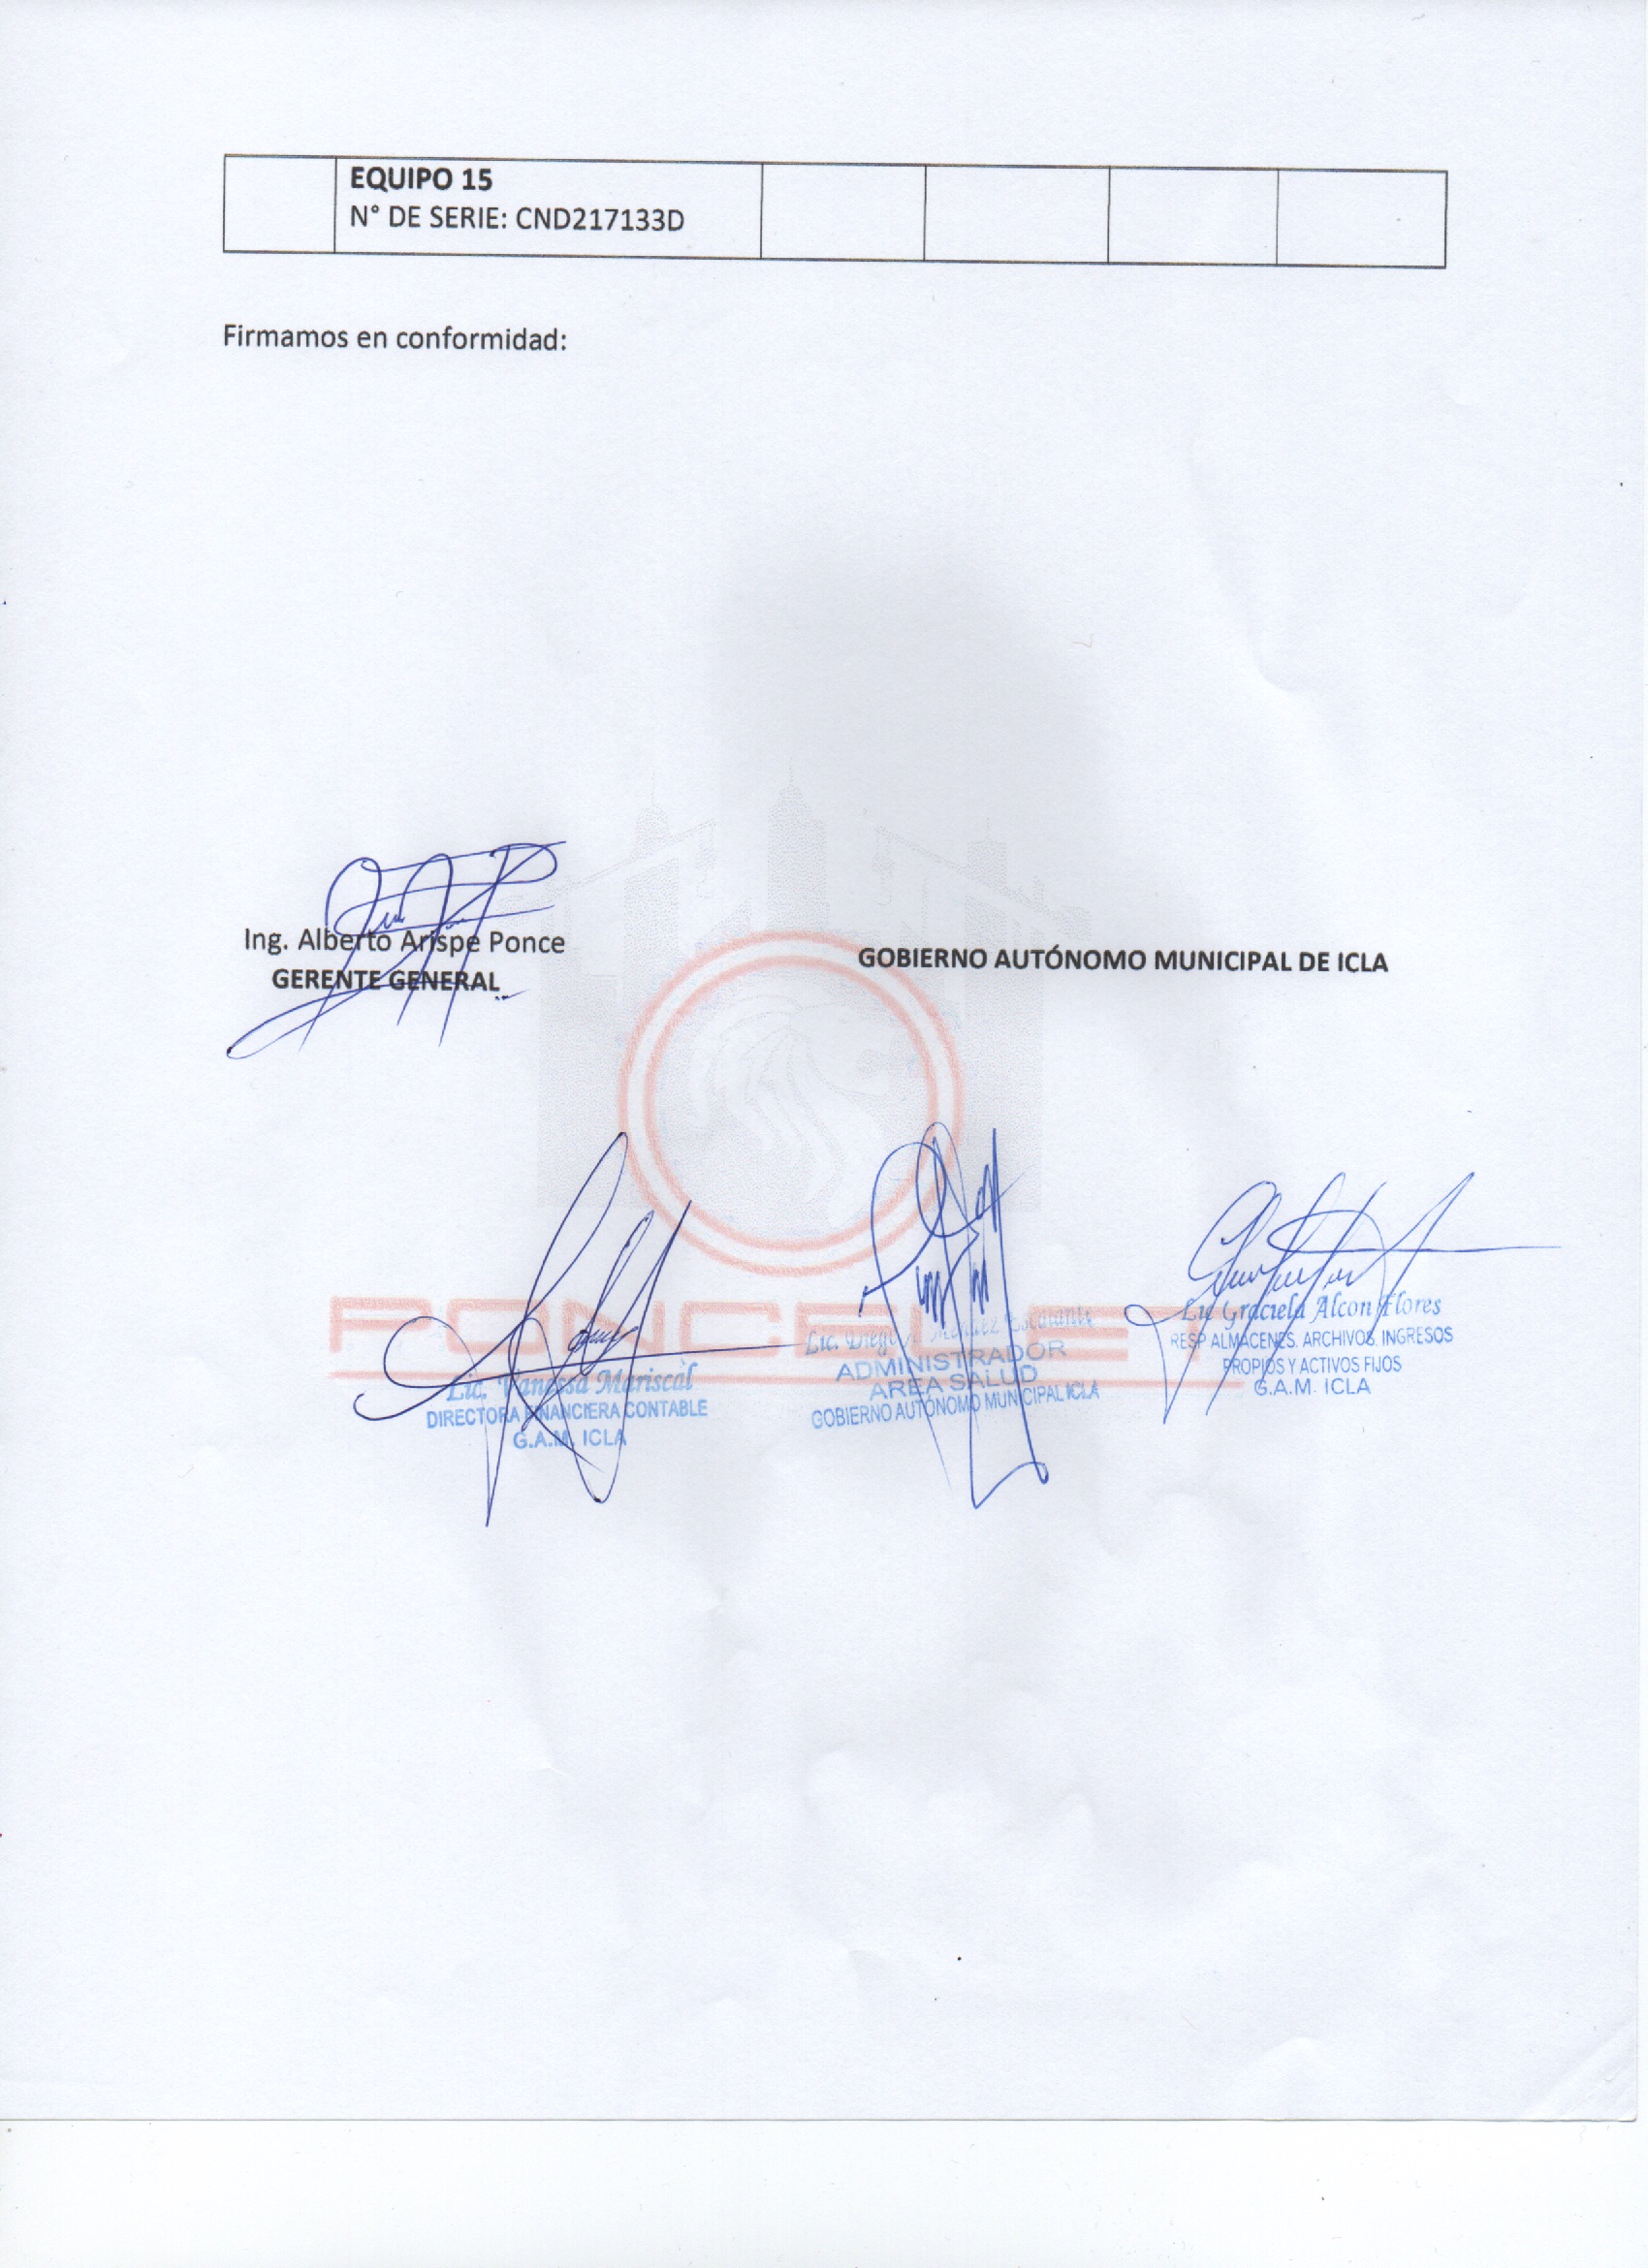 EQUIPO 15
N° DE SERIE: CND217133D
Firmamos en conformidad:
Ing. Alberto Arispe Ponce
GERENTE GENERAL
GOBIERNO AUTÓNOMO MUNICIPAL DE ICLA
PONCELET
Lic. Vanessa Mariscal
DIRECTORA FINANCIERA CONTABLE
G.A.M. ICLA
Lic. Diego
ADMINISTRADOR
AREA SALUD
GOBIERNO AUTÓNOMO MUNICIPAL ICLA
Lic Graciela Alcon Flores
RESP ALMACENES. ARCHIVOS. INGRESOS
PROPIOS Y ACTIVOS FIJOS
G.A.M. ICLA